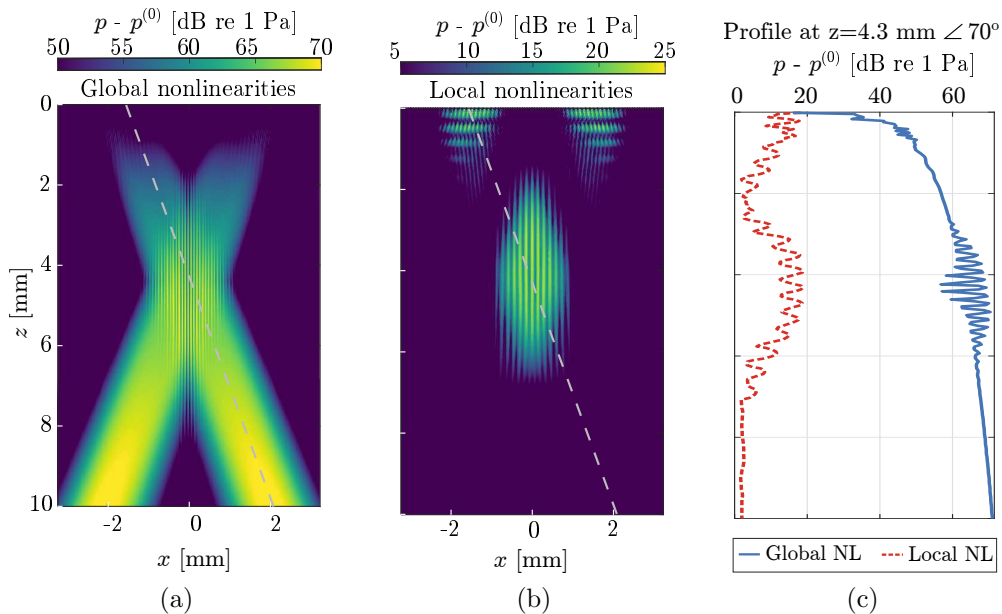 p - p(0) [dB re 1 Pa]
50 55 60 65 70
Global nonlinearities
0
2
4
6
8
10
z [mm]
-2 0 2
x [mm]
(a)
p - p(0) [dB re 1 Pa]
5 10 15 20 25
Local nonlinearities
-2 0 2
x [mm]
(b)
Profile at z=4.3 mm ∠70º
p - p(0) [dB re 1 Pa]
0 20 40 60
Global NL Local NL
(c)